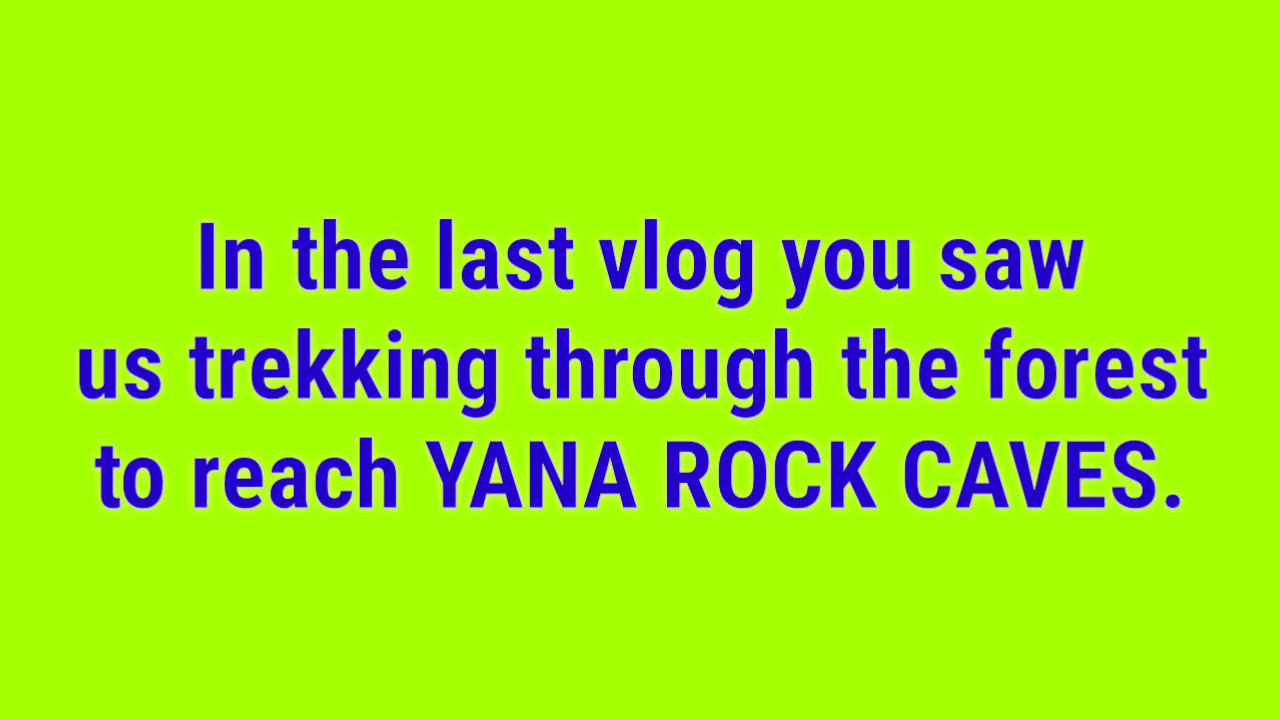 In the last vlog you saw
us trekking through the forest
to reach YANA ROCK CAVES.